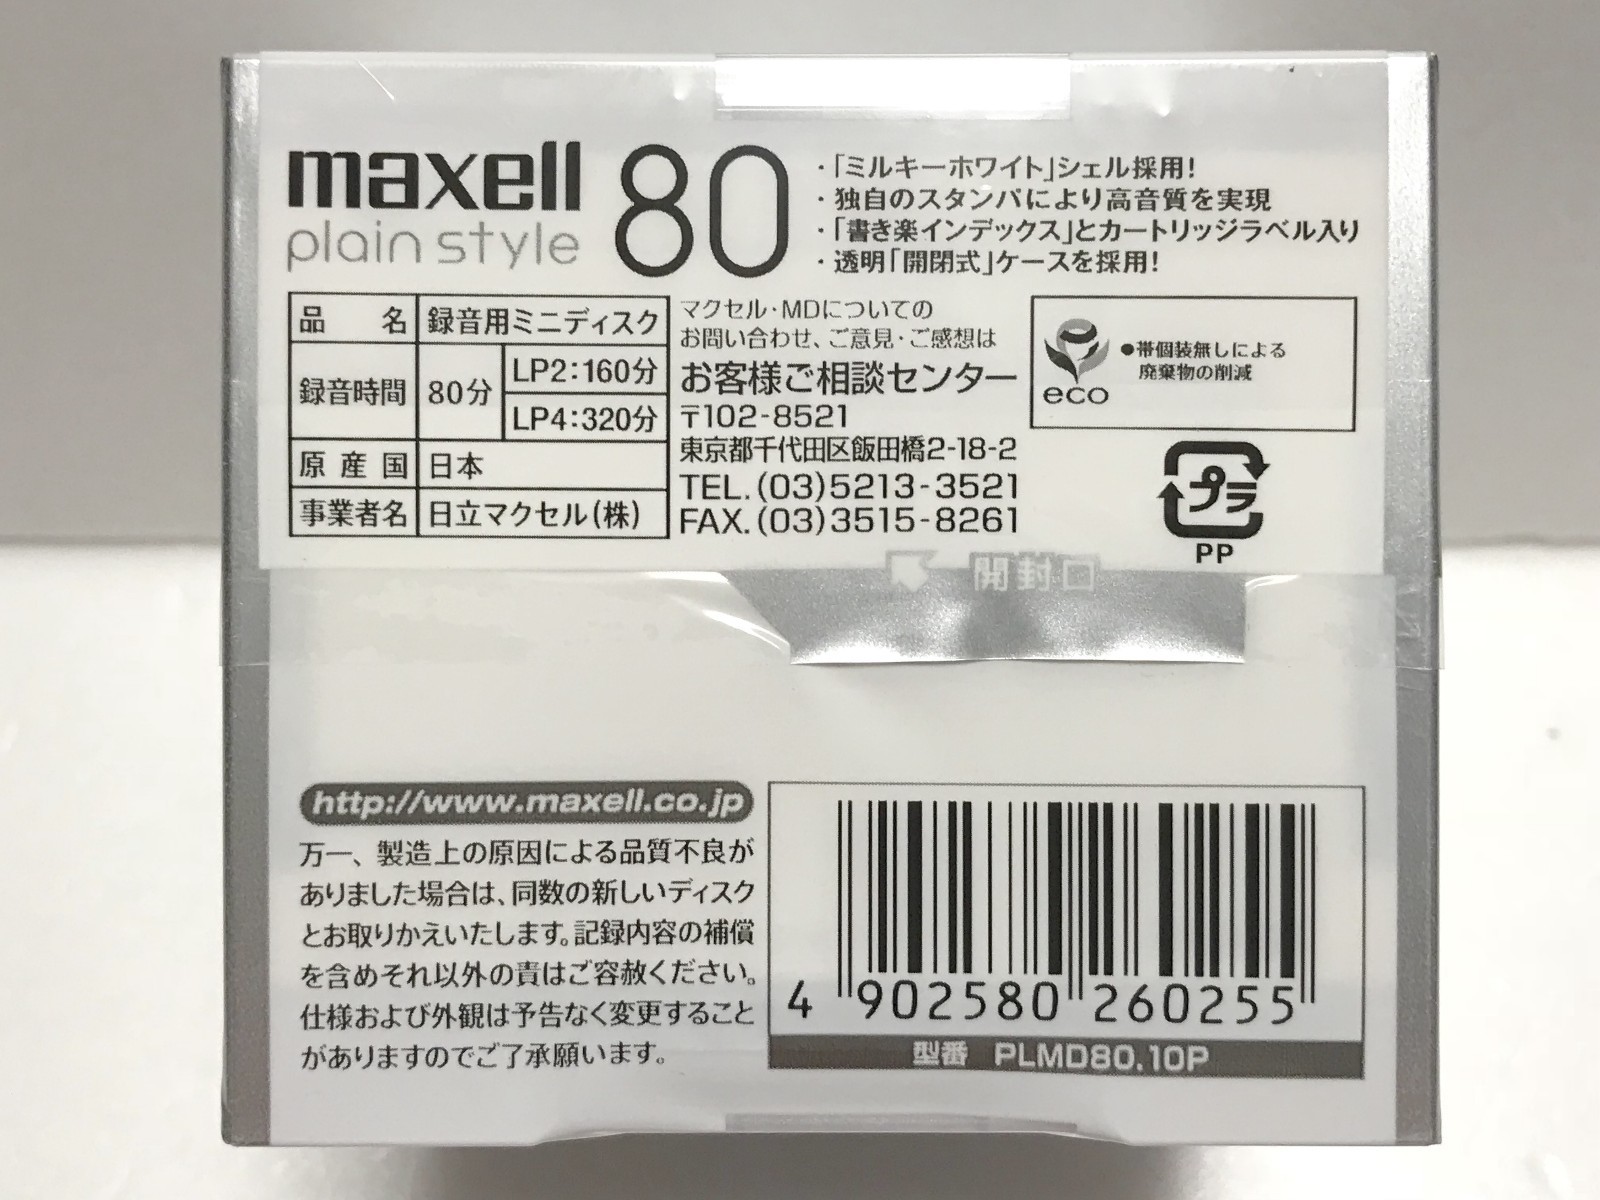 maxell
plain style
80
・「ミルキーホワイト」シェル採用!
・独自のスタンパにより高音質を実現
・「書き楽インデックス」とカートリッジラベル入り
・透明「開閉式」ケースを採用!
品名 録音用ミニディスク
録音時間 80分 LP2:160分
LP4:320分
原産国 日本
事業者名 日立マクセル(株)
マクセル・MDについての
お問い合わせ、ご意見・ご感想は
お客様ご相談センター
〒102-8521
東京都千代田区飯田橋2-18-2
TEL.(03)5213-3521
FAX.(03)3515-8261
eco
●帯個装無しによる
廃棄物の削減
プラ
PP
開封口
http://www.maxell.co.jp
万一、製造上の原因による品質不良が
ありました場合は、同数の新しいディスク
とお取りかえいたします。記録内容の補償
を含めそれ以外の責はご容赦ください。
仕様および外観は予告なく変更すること
がありますのでご了承願います。
4 902580 260255
型番 PLMD80.10P